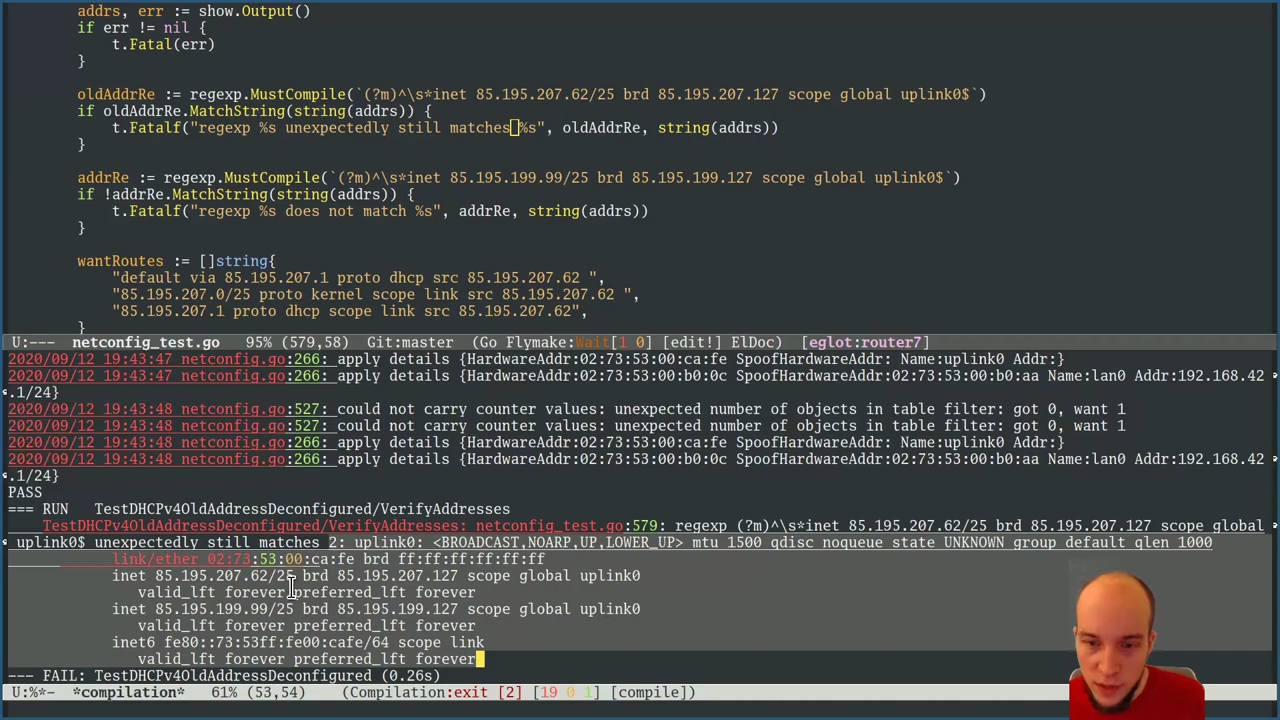 addrs, err := show.Output()
if err != nil {
t.Fatal(err)
}
oldAddrRe := regexp.MustCompile(`(?m)^\s*inet 85.195.207.62/25 brd 85.195.207.127 scope global uplink0$`)
if oldAddrRe.MatchString(string(addrs)) {
t.Fatalf("regexp %s unexpectedly still matches %s", oldAddrRe, string(addrs))
}
addrRe := regexp.MustCompile(`(?m)^\s*inet 85.195.199.99/25 brd 85.195.199.127 scope global uplink0$`)
if !addrRe.MatchString(string(addrs)) {
t.Fatalf("regexp %s does not match %s", addrRe, string(addrs))
}
wantRoutes := []string{
"default via 85.195.207.1 proto dhcp src 85.195.207.62 ",
"85.195.207.0/25 proto kernel scope link src 85.195.207.62 ",
"85.195.207.1 proto dhcp scope link src 85.195.207.62",
}
U:--- netconfig_test.go 95% (579,58) Git:master (Go Flymake:Wait[1 0] [edit!] ElDoc) [eglot:router7]
2020/09/12 19:43:47 netconfig.go:266: apply details {HardwareAddr:02:73:53:00:ca:fe SpoofHardwareAddr: Name:uplink0 Addr:}
2020/09/12 19:43:47 netconfig.go:266: apply details {HardwareAddr:02:73:53:00:b0:0c SpoofHardwareAddr:02:73:53:00:b0:aa Name:lan0 Addr:192.168.42
.1/24}
2020/09/12 19:43:48 netconfig.go:527: could not carry counter values: unexpected number of objects in table filter: got 0, want 1
2020/09/12 19:43:48 netconfig.go:527: could not carry counter values: unexpected number of objects in table filter: got 0, want 1
2020/09/12 19:43:48 netconfig.go:266: apply details {HardwareAddr:02:73:53:00:ca:fe SpoofHardwareAddr: Name:uplink0 Addr:}
2020/09/12 19:43:48 netconfig.go:266: apply details {HardwareAddr:02:73:53:00:b0:0c SpoofHardwareAddr:02:73:53:00:b0:aa Name:lan0 Addr:192.168.42
.1/24}
PASS
=== RUN TestDHCPv4OldAddressDeconfigured/VerifyAddresses
TestDHCPv4OldAddressDeconfigured/VerifyAddresses: netconfig_test.go:579: regexp (?m)^\s*inet 85.195.207.62/25 brd 85.195.207.127 scope global
uplink0$ unexpectedly still matches 2: uplink0: <BROADCAST,NOARP,UP,LOWER_UP> mtu 1500 qdisc noqueue state UNKNOWN group default qlen 1000
link/ether 02:73:53:00:ca:fe brd ff:ff:ff:ff:ff:ff
inet 85.195.207.62/25 brd 85.195.207.127 scope global uplink0
valid_lft forever preferred_lft forever
inet 85.195.199.99/25 brd 85.195.199.127 scope global uplink0
valid_lft forever preferred_lft forever
inet6 fe80::73:53ff:fe00:cafe/64 scope link
valid_lft forever preferred_lft forever
--- FAIL: TestDHCPv4OldAddressDeconfigured (0.26s)
U:%*- *compilation* 61% (53,54) (Compilation:exit [2] [19 0 1] [compile])